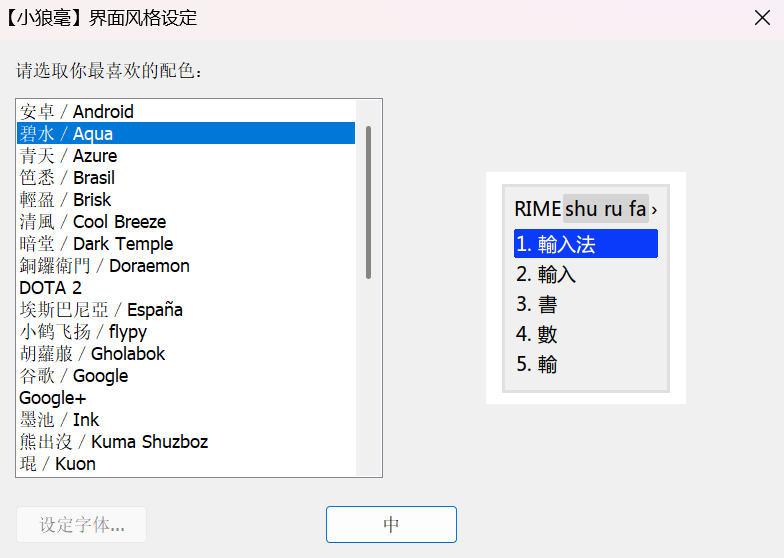 【小狼毫】界面风格设定
请选取你最喜欢的配色：
安卓 / Android
碧水 / Aqua
青天 / Azure
笆悉 / Brasil
輕盈 / Brisk
清風 / Cool Breeze
暗堂 / Dark Temple
銅鑼衛門 / Doraemon
DOTA 2
埃斯巴尼亞 / España
小鹤飞扬 / flypy
胡蘿蔔 / Gholabok
谷歌 / Google
Google+
墨池 / Ink
熊出沒 / Kuma Shuzboz
琨 / Kuon
RIME shu ru fa ›
1. 輸入法
2. 輸入
3. 書
4. 數
5. 輸
设定字体...
中